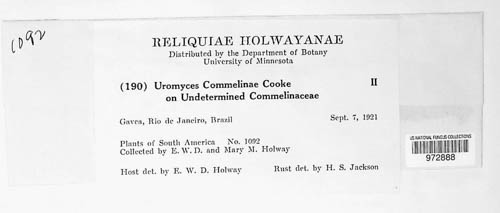 1092
RELIQUIAE HOLWAYANAE
Distributed by the Department of Botany
University of Minnesota
(190) Uromyces Commelinae Cooke II
on Undetermined Commelinaceae
Gavea, Rio de Janeiro, Brazil Sept. 7, 1921
Plants of South America No. 1092
Collected by E. W. D. and Mary M. Holway
Host det. by E. W. D. Holway Rust det. by H. S. Jackson
US NATIONAL FUNGUS COLLECTIONS
972888